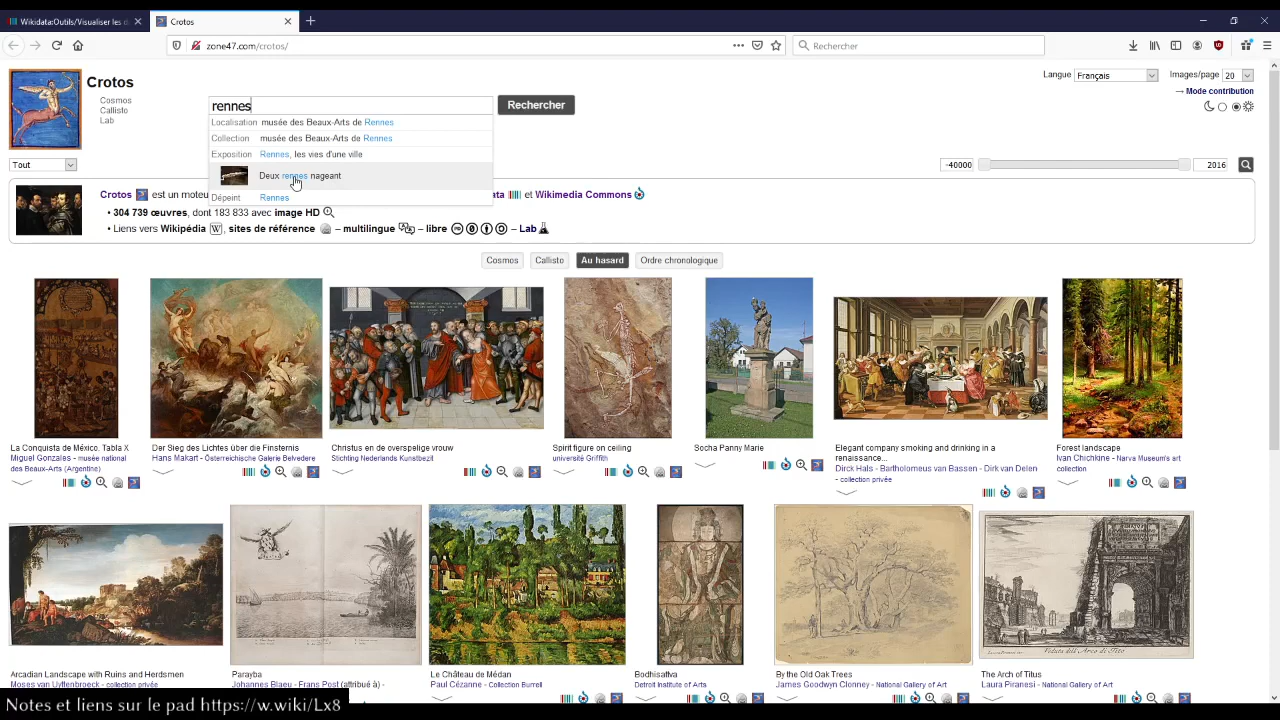 Wikidata:Outils/Visualiser les d
Crotos
zone47.com/crotos/
Rechercher
Crotos
Cosmos
Callisto
Lab
rennes
Rechercher
Langue Français
Images/page 20
→ Mode contribution
Localisation musée des Beaux-Arts de Rennes
Collection musée des Beaux-Arts de Rennes
Exposition Rennes, les vies d'une ville
Deux rennes nageant
Dépeint Rennes
Tout
-40000
2016
Crotos est un moteu
ata et Wikimedia Commons
• 304 739 œuvres, dont 183 833 avec image HD
• Liens vers Wikipédia, sites de référence – multilingue – libre – Lab
Cosmos
Callisto
Au hasard
Ordre chronologique
La Conquista de México. Tabla X
Miguel Gonzales - musée national
des Beaux-Arts (Argentine)
Der Sieg des Lichtes über die Finsternis
Hans Makart - Österreichische Galerie Belvedere
Christus en de overspelige vrouw
Stichting Nederlands Kunstbezit
Spirit figure on ceiling
université Griffith
Socha Panny Marie
Elegant company smoking and drinking in a
renaissance...
Dirck Hals - Bartholomeus van Bassen - Dirk van Delen
- collection privée
Forest landscape
Ivan Chichkine - Narva Museum's art
collection
Arcadian Landscape with Ruins and Herdsmen
Moses van Uyttenbroeck - collection privée
Parayba
Johannes Blaeu - Frans Post (attribué à) -
Le Château de Médan
Paul Cézanne - Collection Burrell
Bodhisattva
Detroit Institute of Arts
By the Old Oak Trees
James Goodwyn Clonney - National Gallery of Art
The Arch of Titus
Laura Piranesi - National Gallery of Art
Notes et liens sur le pad https://w.wiki/Lx8